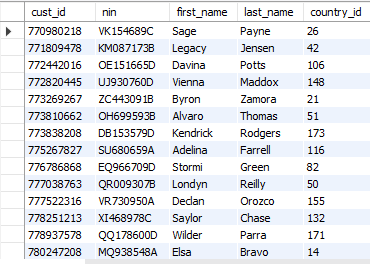 cust_id nin first_name last_name country_id
770980218 VK154689C Sage Payne 26
771809478 KM087173B Legacy Jensen 42
772442016 OE151665D Davina Potts 106
772820445 UJ930760D Vienna Maddox 148
773269267 ZC443091B Byron Zamora 21
773810662 OH699593B Alvaro Thomas 51
773838208 DB153579D Kendrick Rodgers 173
775267827 SU680659A Adelina Farrell 116
776786868 EQ966709D Stormi Green 82
777038763 QR009307B Londyn Reilly 50
777522316 VR730950A Declan Orozco 155
778251213 XI468978C Saylor Chase 132
778937578 QQ178600D Wilder Parra 171
780247208 MQ938548A Elsa Bravo 14